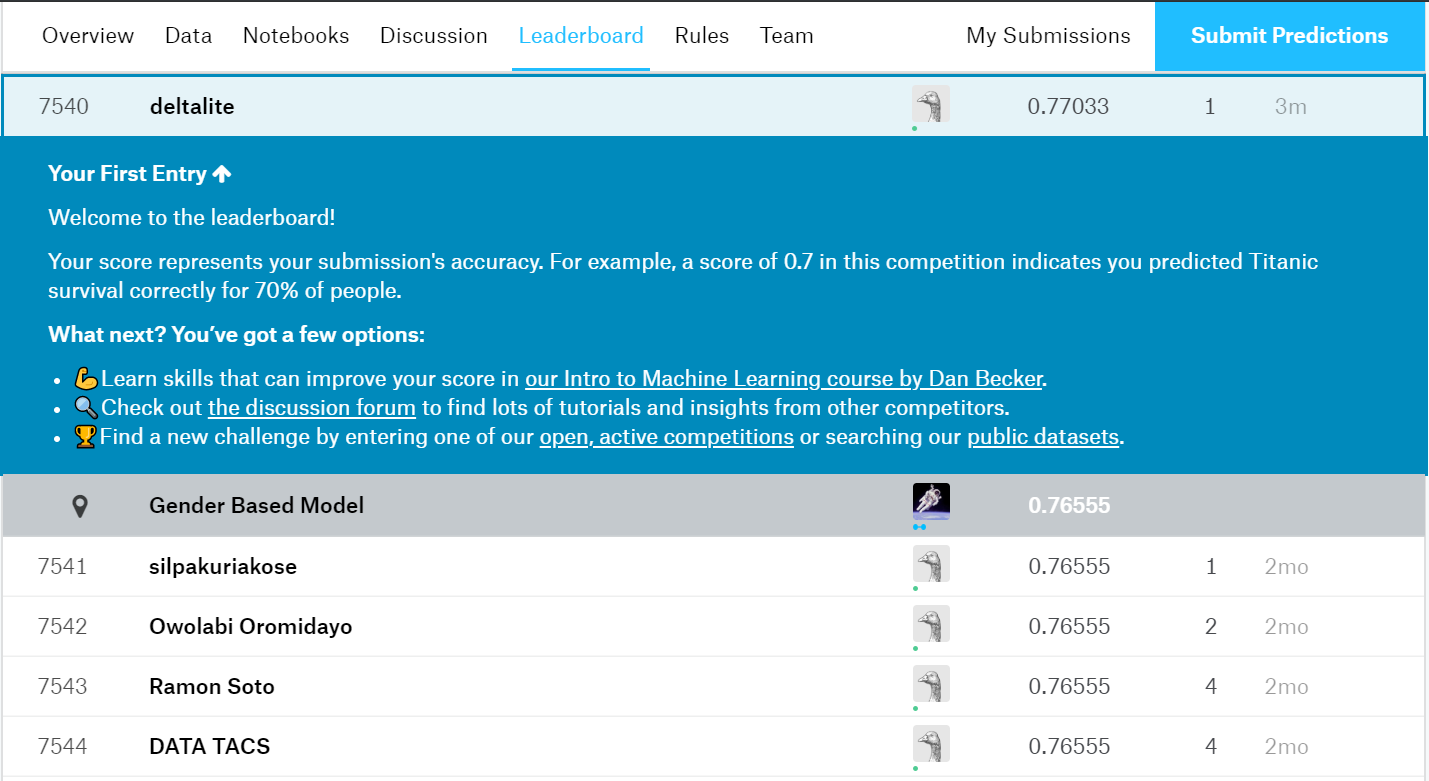 Overview Data Notebooks Discussion Leaderboard Rules Team My Submissions Submit Predictions
7540 deltalite 0.77033 1 3m
Your First Entry
Welcome to the leaderboard!
Your score represents your submission's accuracy. For example, a score of 0.7 in this competition indicates you predicted Titanic
survival correctly for 70% of people.
What next? You’ve got a few options:
• 💪Learn skills that can improve your score in our Intro to Machine Learning course by Dan Becker.
• 🔍Check out the discussion forum to find lots of tutorials and insights from other competitors.
• 🏆Find a new challenge by entering one of our open, active competitions or searching our public datasets.
Gender Based Model 0.76555
7541 silpakuriakose 0.76555 1 2mo
7542 Owolabi Oromidayo 0.76555 2 2mo
7543 Ramon Soto 0.76555 4 2mo
7544 DATA TACS 0.76555 4 2mo